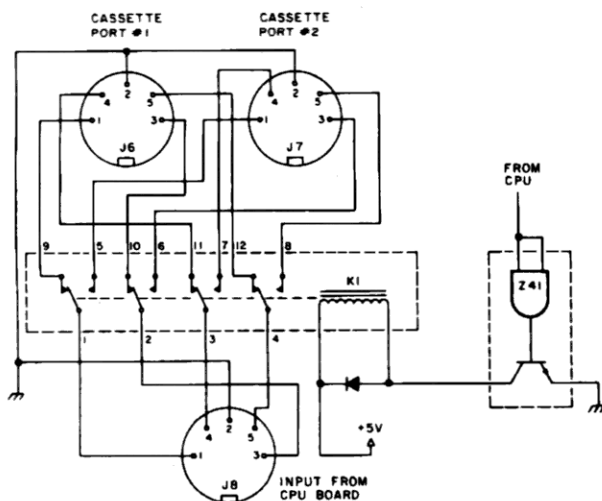 CASSETTE
PORT #1
CASSETTE
PORT #2
2
4 5
1 3
J6
2
4 5
1 3
J7
FROM
CPU
9 5 10 6 11 7 12 8
K1
Z41
1 2 3 4
+5V
2
4 5
1 3
J8
INPUT FROM
CPU BOARD